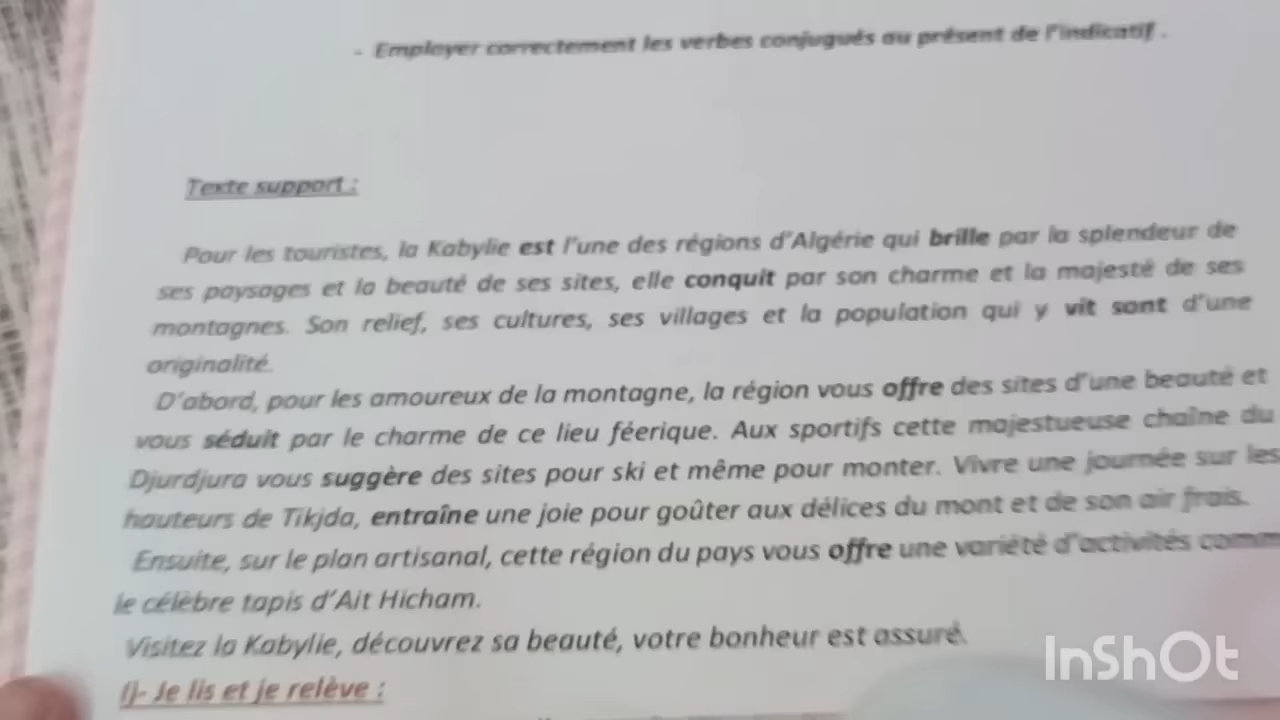 - Employer correctement les verbes conjugués au présent de l'indicatif .
Texte support :
Pour les touristes, la Kabylie est l'une des régions d'Algérie qui brille par la splendeur de
ses paysages et la beauté de ses sites, elle conquit par son charme et la majesté de ses
montagnes. Son relief, ses cultures, ses villages et la population qui y vit sont d'une
originalité.
D'abord, pour les amoureux de la montagne, la région vous offre des sites d'une beauté et
vous séduit par le charme de ce lieu féerique. Aux sportifs cette majestueuse chaîne du
Djurdjura vous suggère des sites pour ski et même pour monter. Vivre une journée sur les
hauteurs de Tikjda, entraîne une joie pour goûter aux délices du mont et de son air frais.
Ensuite, sur le plan artisanal, cette région du pays vous offre une variété d'activités comm
le célèbre tapis d'Ait Hicham.
Visitez la Kabylie, découvrez sa beauté, votre bonheur est assuré.
I)- Je lis et je relève :
InShOt